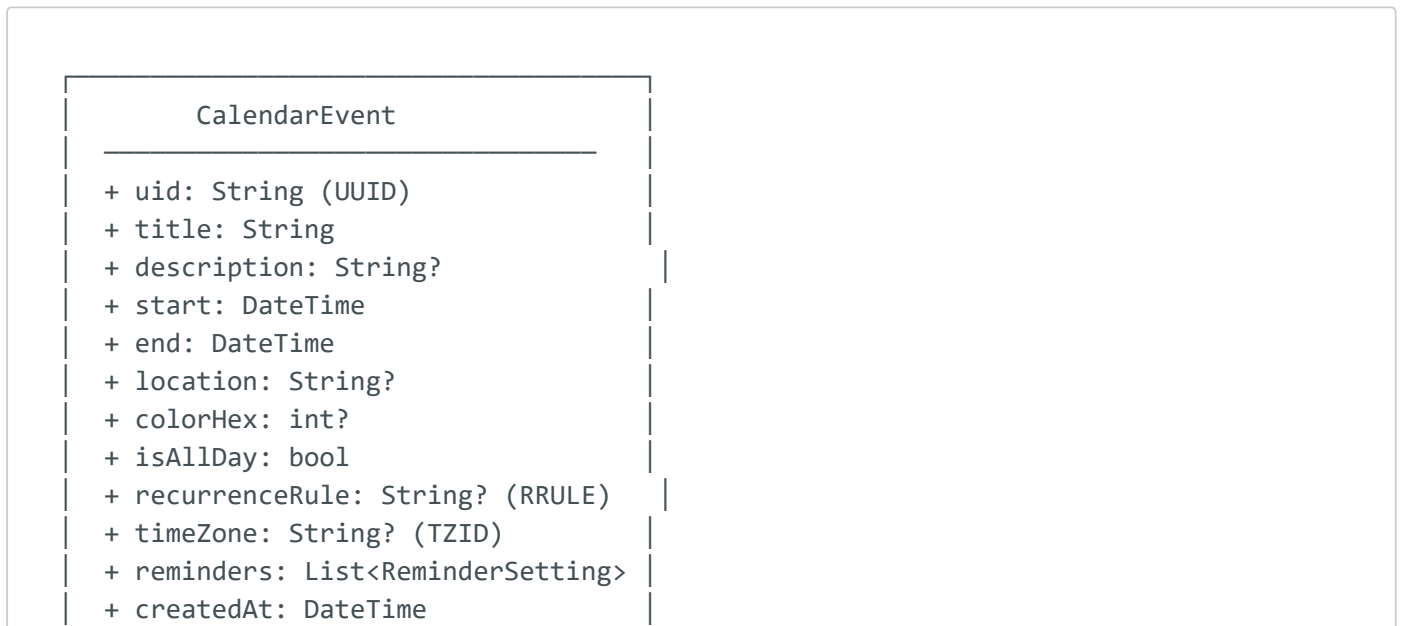 CalendarEvent
+ uid: String (UUID)
+ title: String
+ description: String?
+ start: DateTime
+ end: DateTime
+ location: String?
+ colorHex: int?
+ isAllDay: bool
+ recurrenceRule: String? (RRULE)
+ timeZone: String? (TZID)
+ reminders: List<ReminderSetting>
+ createdAt: DateTime